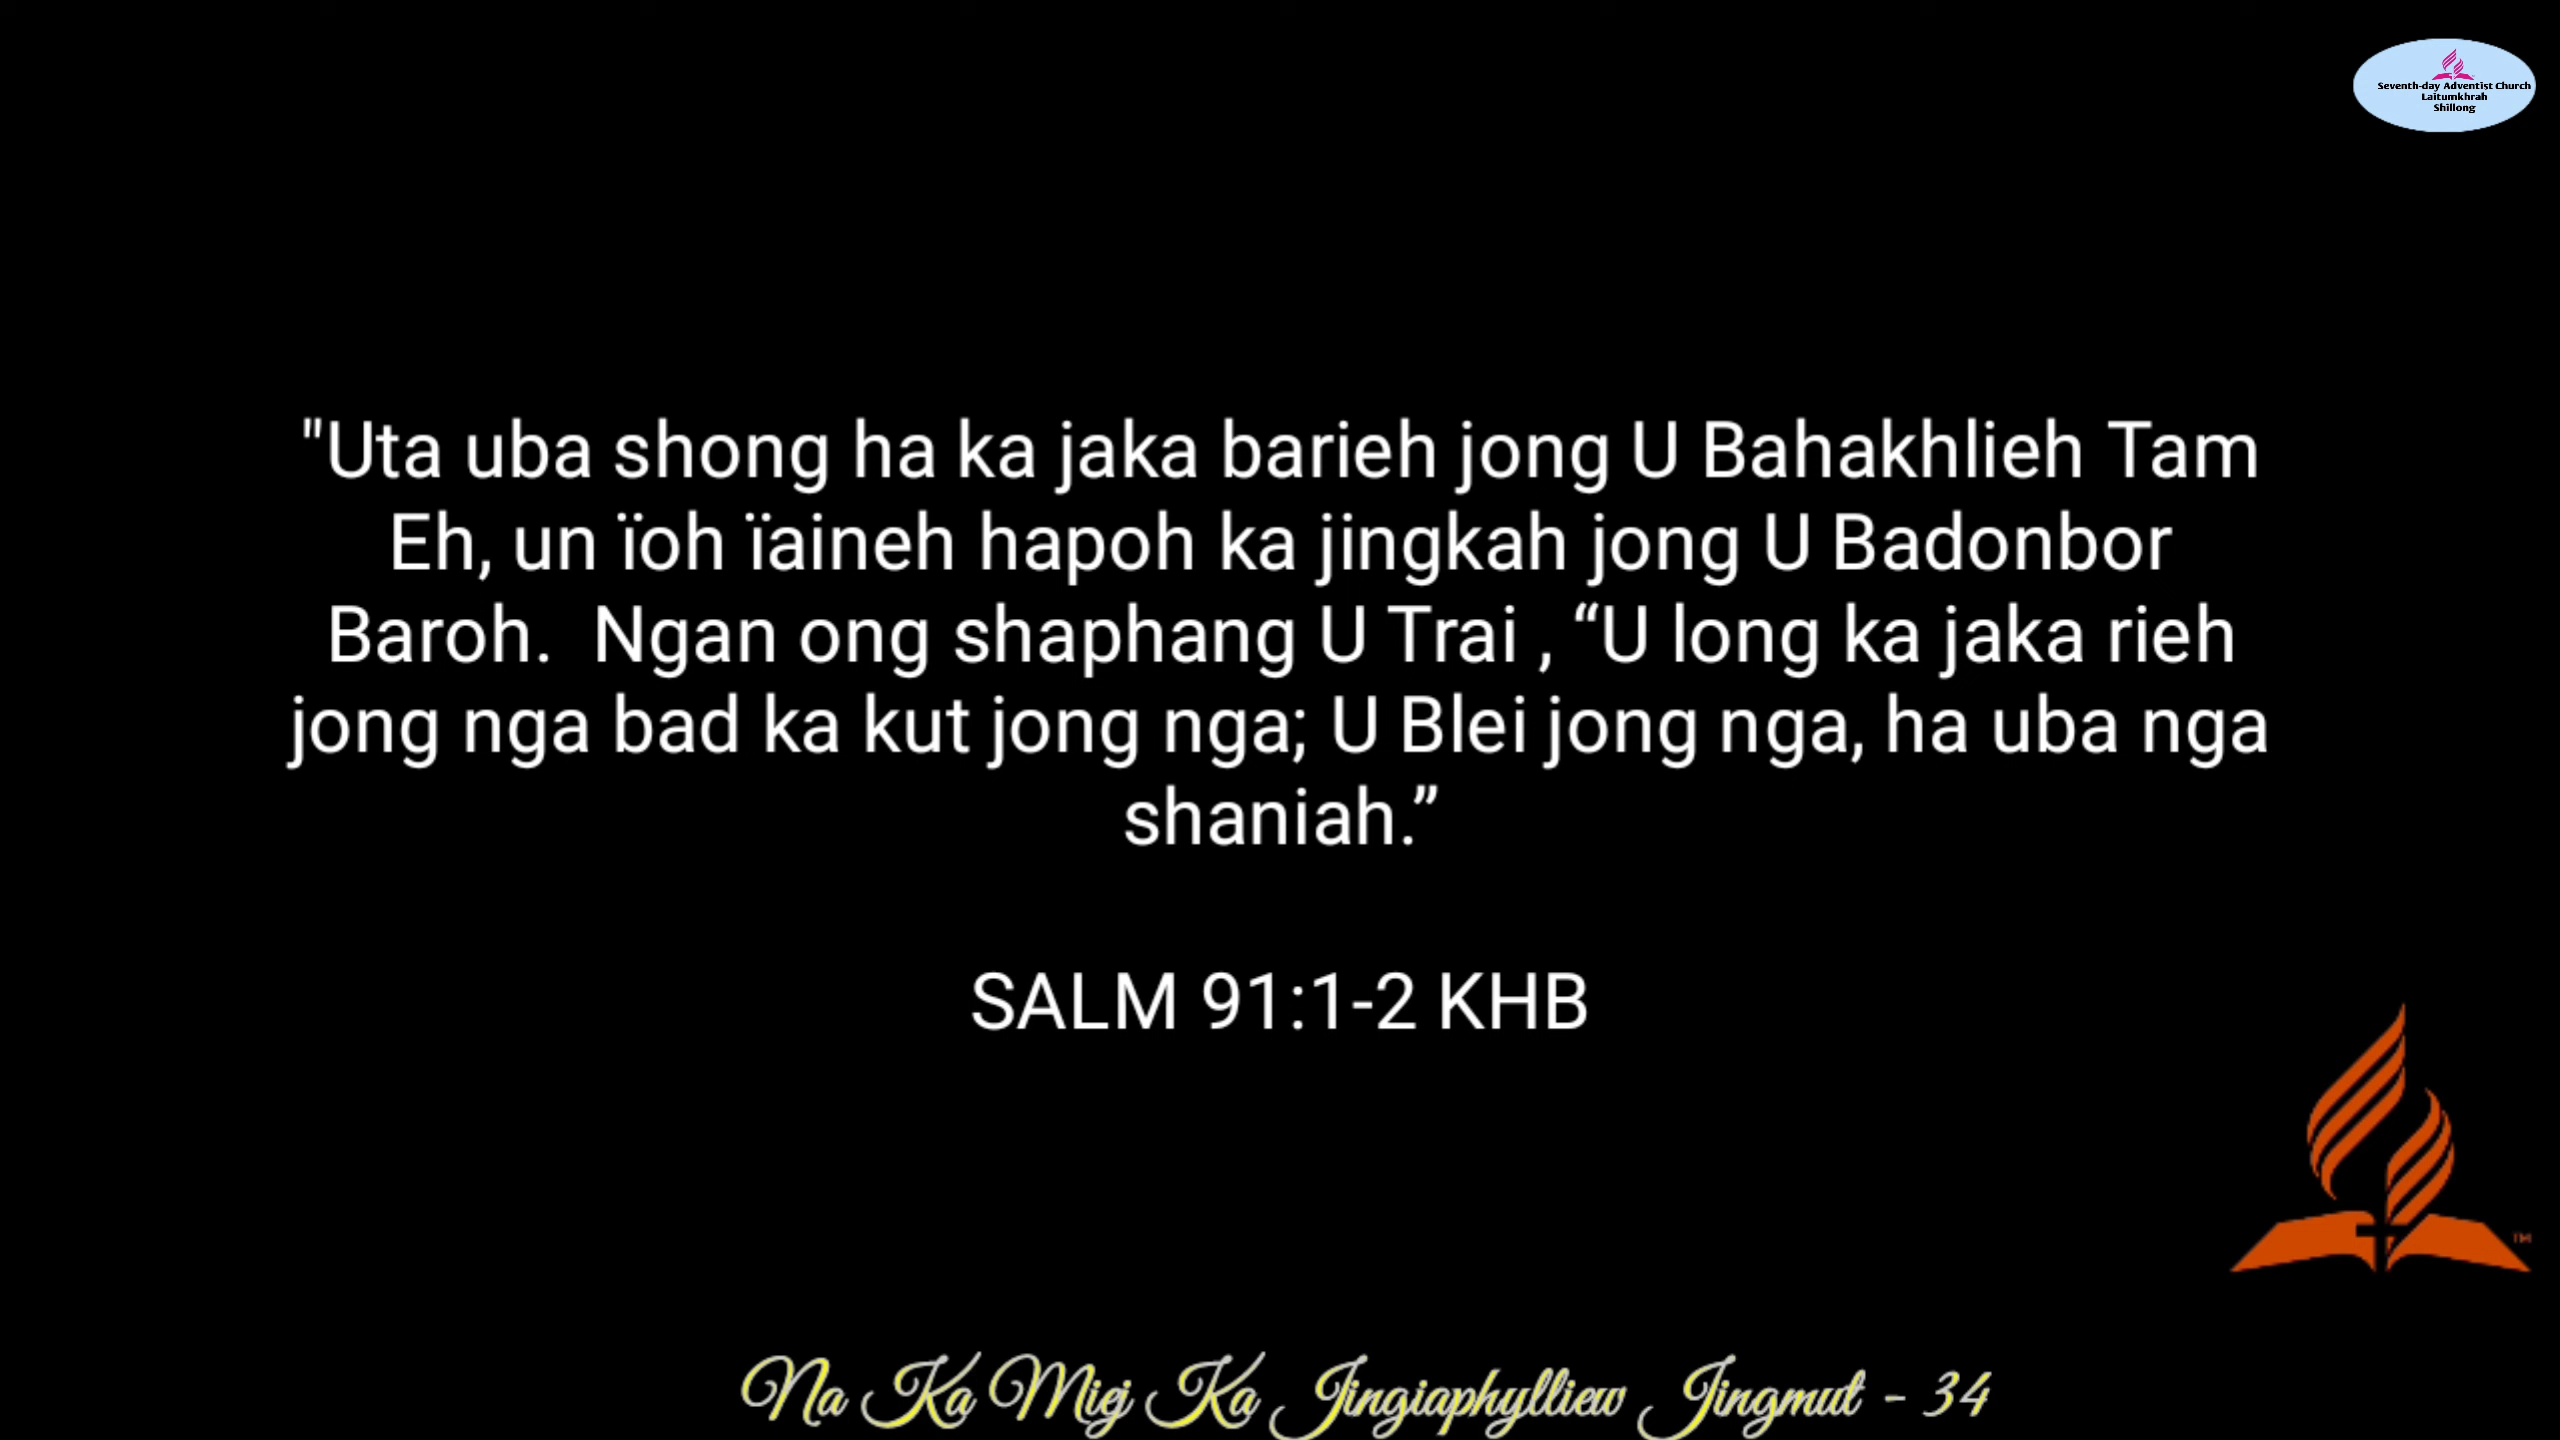 Seventh-day Adventist Church
Laitumkhrah
Shillong
"Uta uba shong ha ka jaka barieh jong U Bahakhlieh Tam
Eh, un ïoh ïaineh hapoh ka jingkah jong U Badonbor
Baroh.  Ngan ong shaphang U Trai , “U long ka jaka rieh
jong nga bad ka kut jong nga; U Blei jong nga, ha uba nga
shaniah.”
SALM 91:1-2 KHB
TM
Na Ka Miej Ka Jingiaphylliew Jingmut - 34